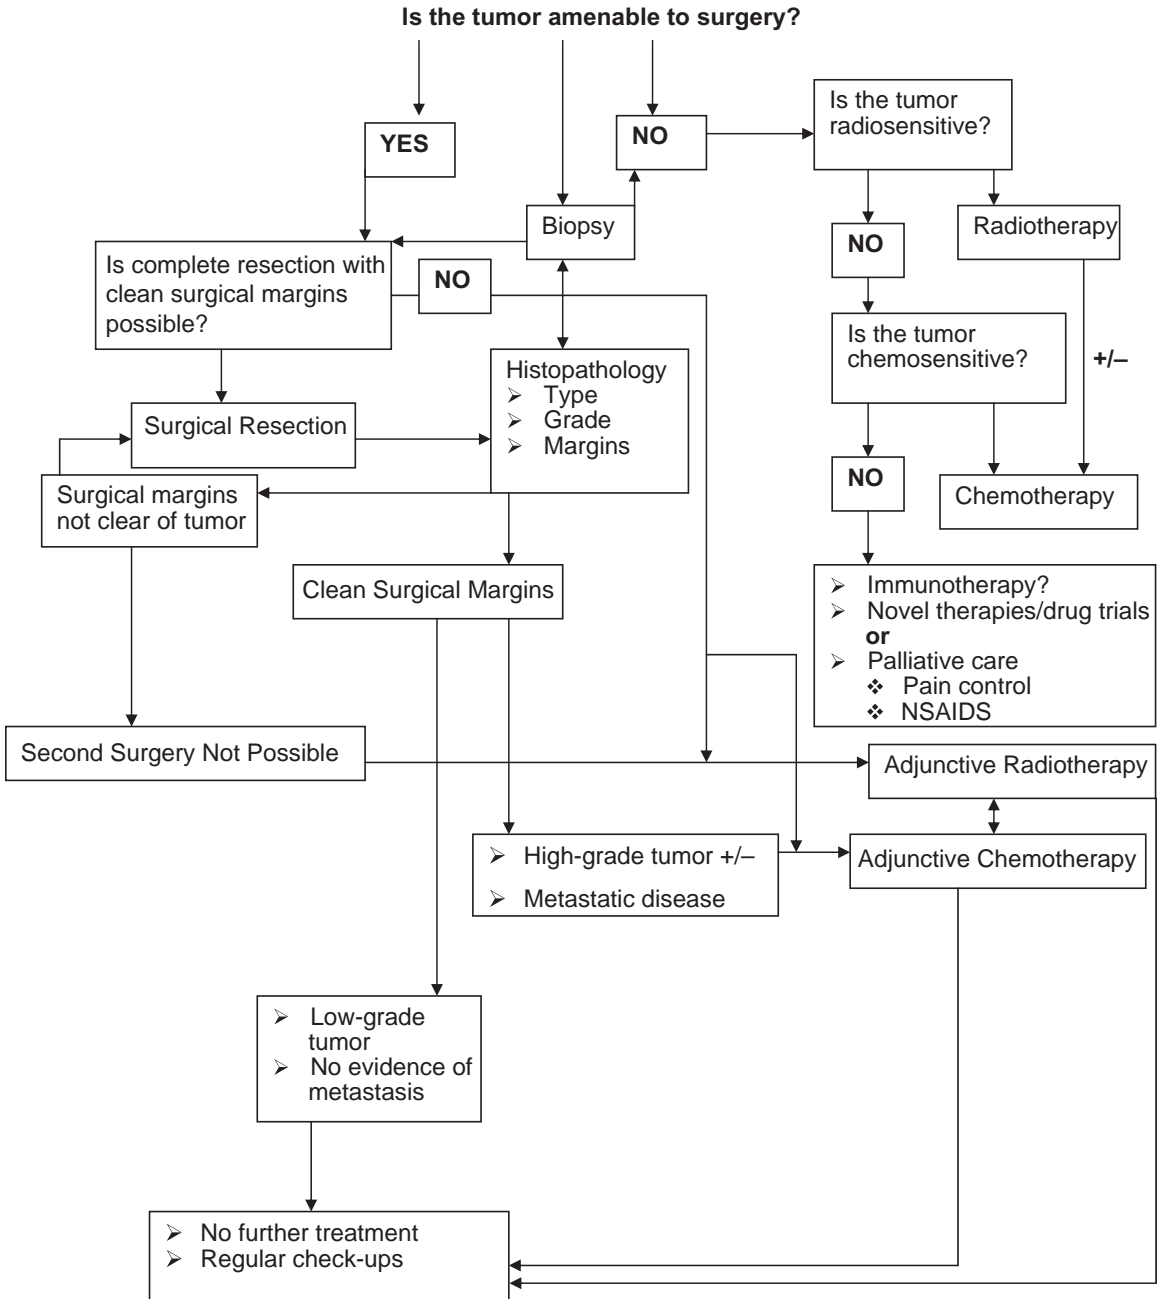 Is the tumor amenable to surgery?
YES
NO
Is the tumor
radiosensitive?
Biopsy
NO
Radiotherapy
Is complete resection with
clean surgical margins
possible?
NO
Is the tumor
chemosensitive?
+/–
Histopathology
➢ Type
➢ Grade
➢ Margins
Surgical Resection
NO
Chemotherapy
Surgical margins
not clear of tumor
Clean Surgical Margins
➢ Immunotherapy?
➢ Novel therapies/drug trials
or
➢ Palliative care
❖ Pain control
❖ NSAIDS
Second Surgery Not Possible
Adjunctive Radiotherapy
➢ High-grade tumor +/–
➢ Metastatic disease
Adjunctive Chemotherapy
➢ Low-grade
tumor
➢ No evidence of
metastasis
➢ No further treatment
➢ Regular check-ups